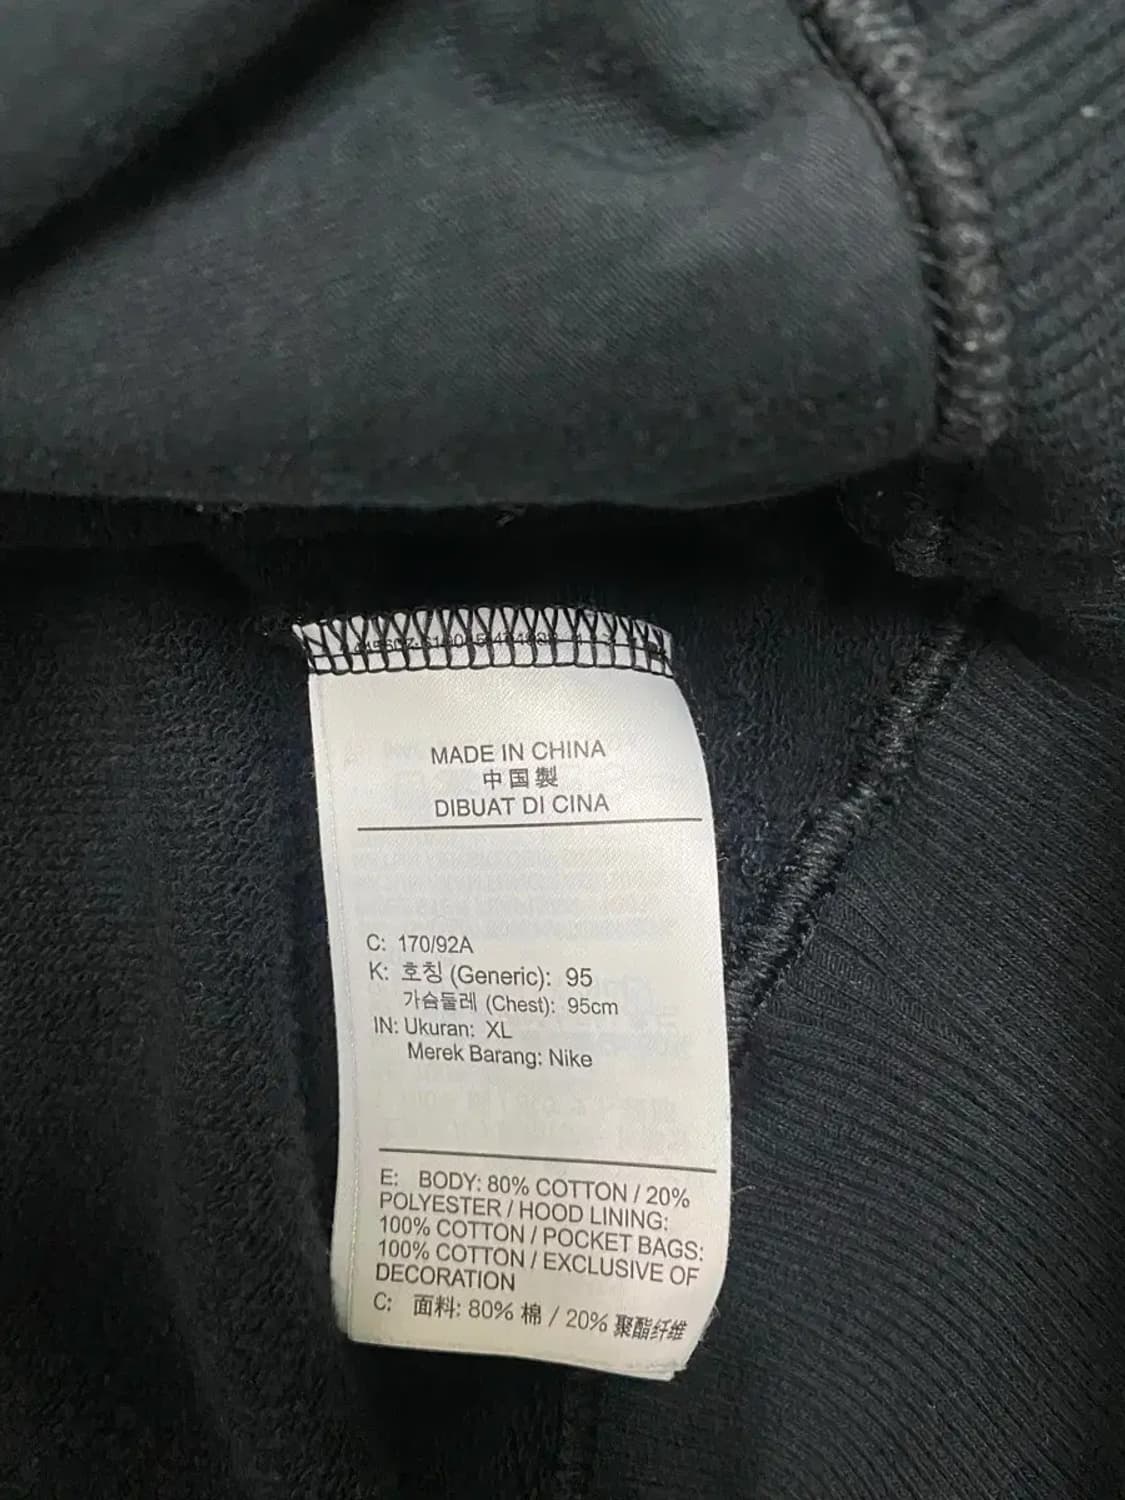 MADE IN CHINA
中国製
DIBUAT DI CINA
C: 170/92A
K: 호칭 (Generic): 95
가슴둘레 (Chest): 95cm
IN: Ukuran: XL
Merek Barang: Nike
E: BODY: 80% COTTON / 20%
POLYESTER / HOOD LINING:
100% COTTON / POCKET BAGS:
100% COTTON / EXCLUSIVE OF
DECORATION
C: 面料: 80% 棉 / 20% 聚酯纤维